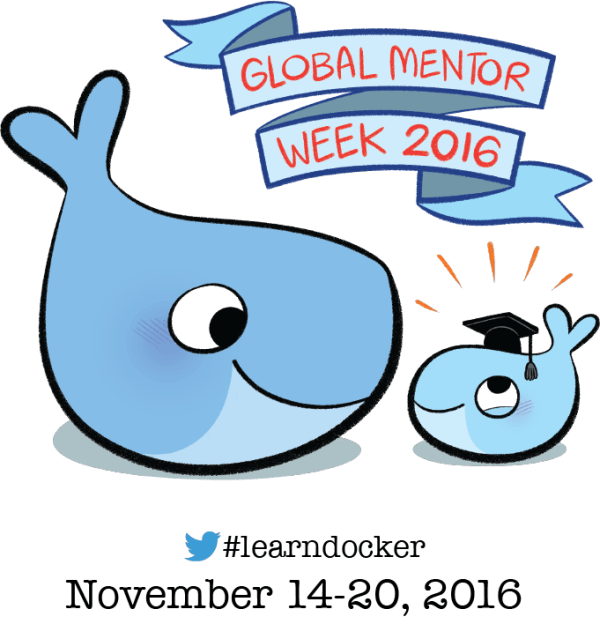 GLOBAL MENTOR
WEEK 2016
#learndocker
November 14-20, 2016